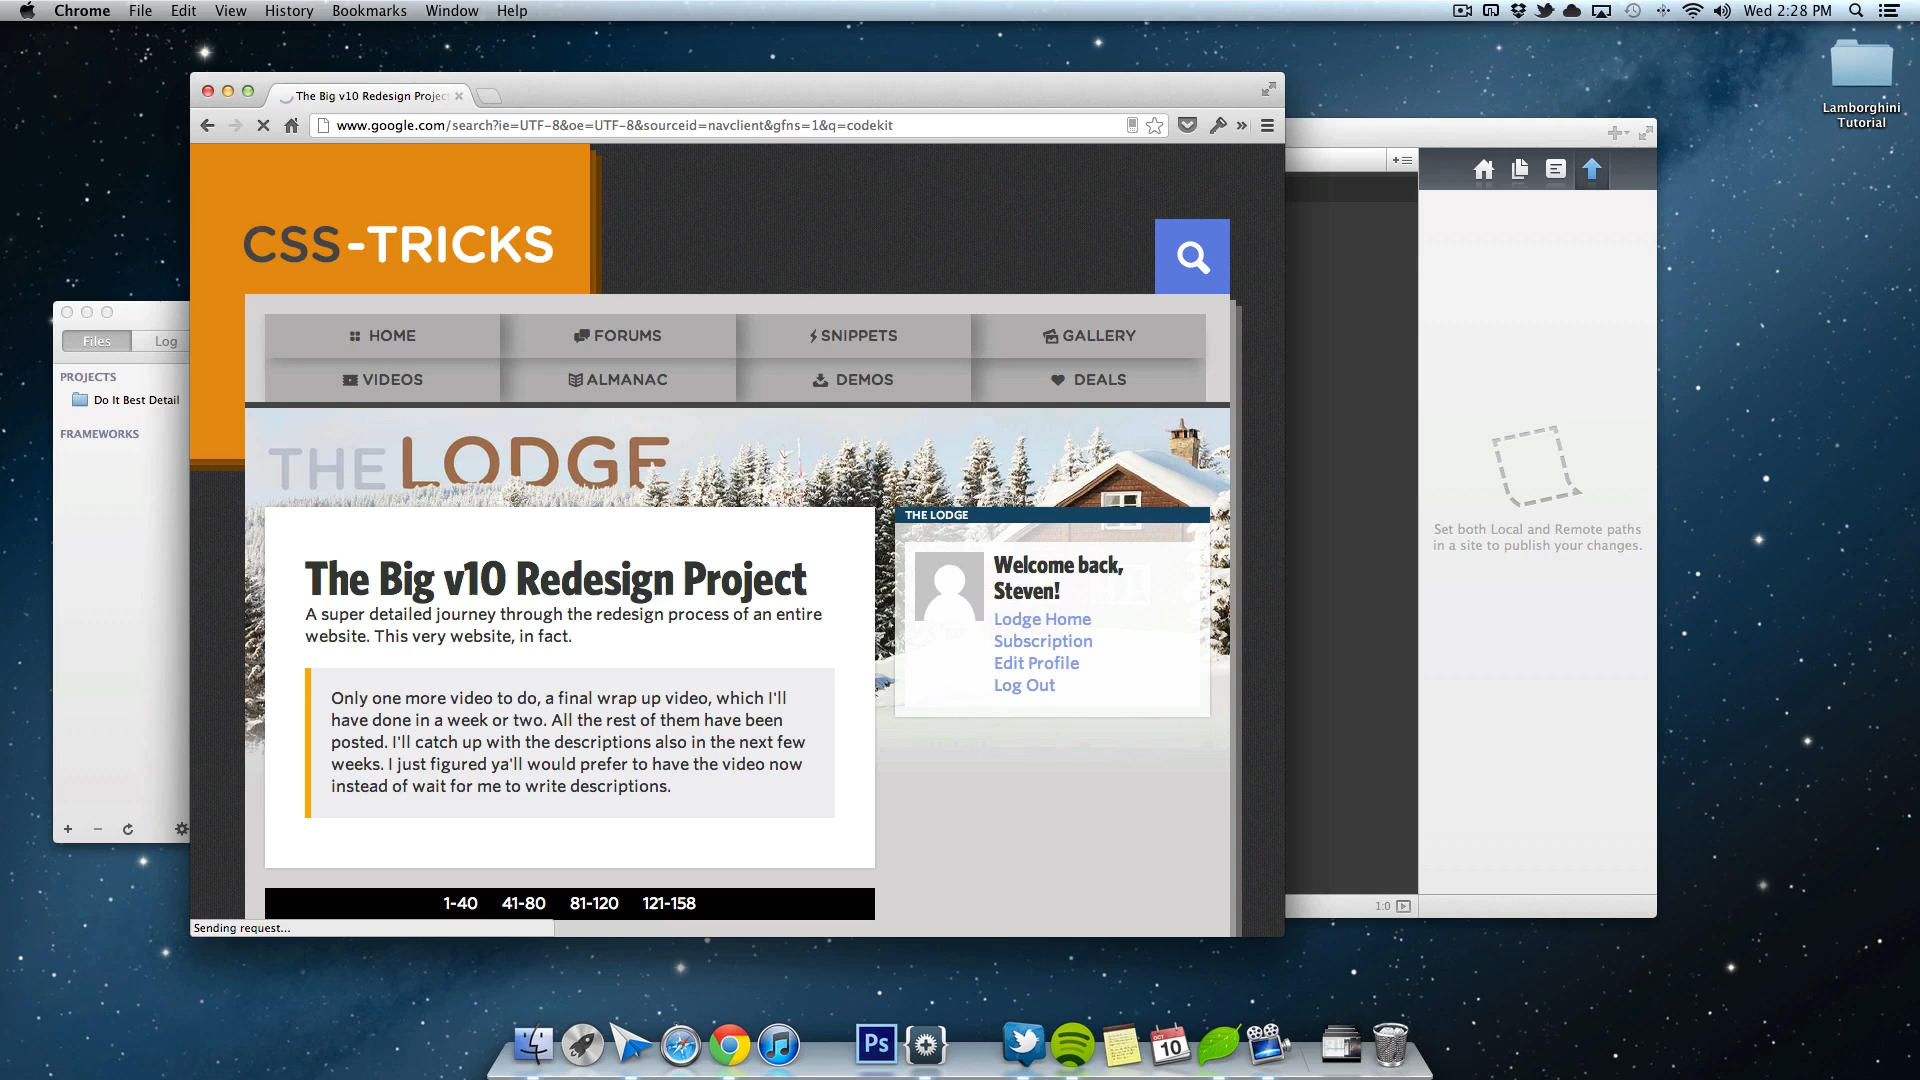 Chrome File Edit View History Bookmarks Window Help
Wed 2:28 PM
Lamborghini
Tutorial
The Big v10 Redesign Projec
www.google.com/search?ie=UTF-8&oe=UTF-8&sourceid=navclient&gfns=1&q=codekit
CSS-TRICKS
HOME FORUMS SNIPPETS GALLERY
VIDEOS ALMANAC DEMOS DEALS
Files Log
PROJECTS
Do It Best Detail
FRAMEWORKS
THE LODGE
The Big v10 Redesign Project
A super detailed journey through the redesign process of an entire
website. This very website, in fact.
Only one more video to do, a final wrap up video, which I'll
have done in a week or two. All the rest of them have been
posted. I'll catch up with the descriptions also in the next few
weeks. I just figured ya'll would prefer to have the video now
instead of wait for me to write descriptions.
1-40 41-80 81-120 121-158
THE LODGE
Welcome back,
Steven!
Lodge Home
Subscription
Edit Profile
Log Out
Set both Local and Remote paths
in a site to publish your changes.
1:0
Sending request...
Ps
OCT
10